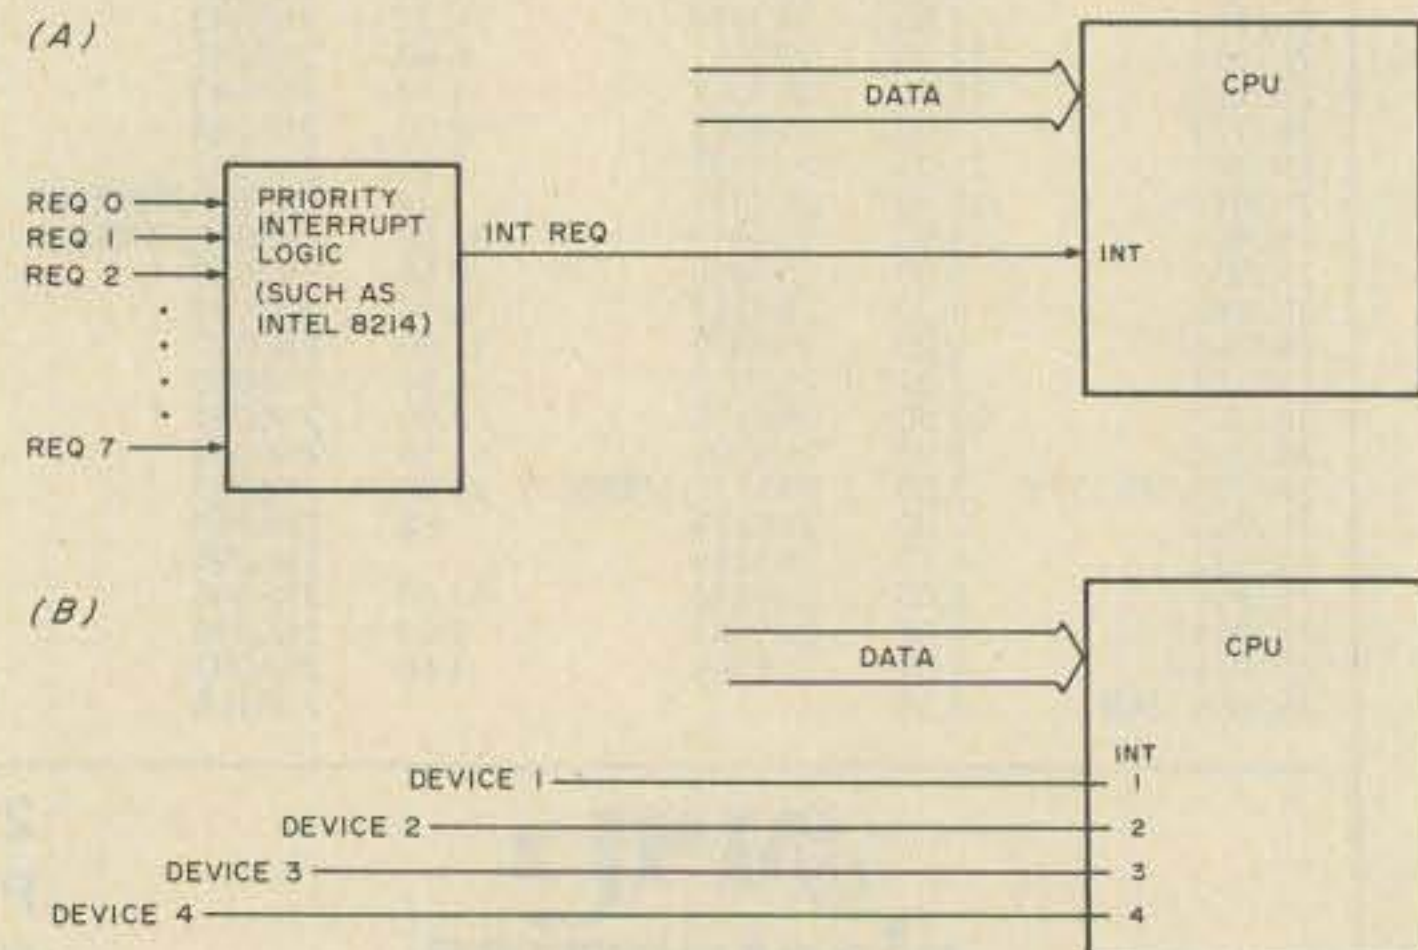 (A)
DATA
CPU
REQ 0
REQ 1
REQ 2
REQ 7
PRIORITY
INTERRUPT
LOGIC
(SUCH AS
INTEL 8214)
INT REQ
INT
(B)
DATA
CPU
INT
DEVICE 1
1
DEVICE 2
2
DEVICE 3
3
DEVICE 4
4